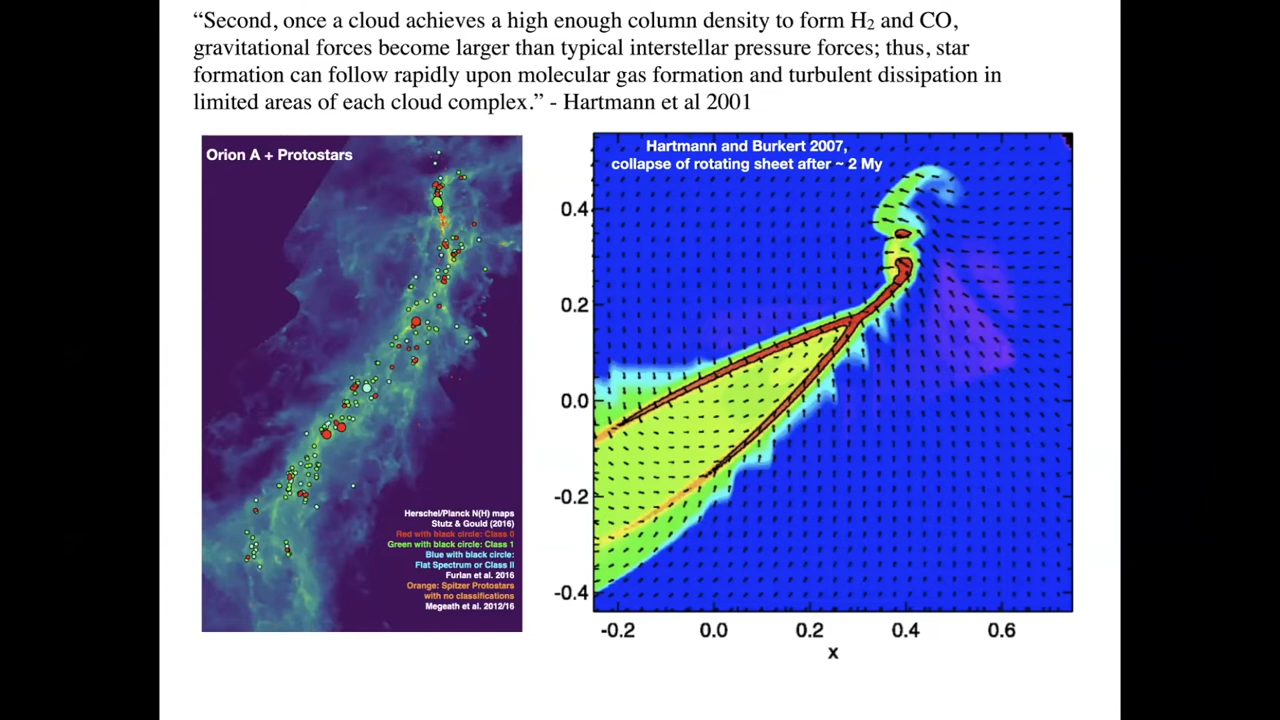 “Second, once a cloud achieves a high enough column density to form H₂ and CO,
gravitational forces become larger than typical interstellar pressure forces; thus, star
formation can follow rapidly upon molecular gas formation and turbulent dissipation in
limited areas of each cloud complex.” - Hartmann et al 2001
Orion A + Protostars
Herschel/Planck N(H) maps
Stutz & Gould (2016)
Red with black circle: Class 0
Green with black circle: Class 1
Blue with black circle:
Flat Spectrum or Class II
Furlan et al. 2016
Orange: Spitzer Protostars
with no classifications
Megeath et al. 2012/16
Hartmann and Burkert 2007,
collapse of rotating sheet after ~ 2 My
0.4
0.2
0.0
-0.2
-0.4
-0.2 0.0 0.2 0.4 0.6
x